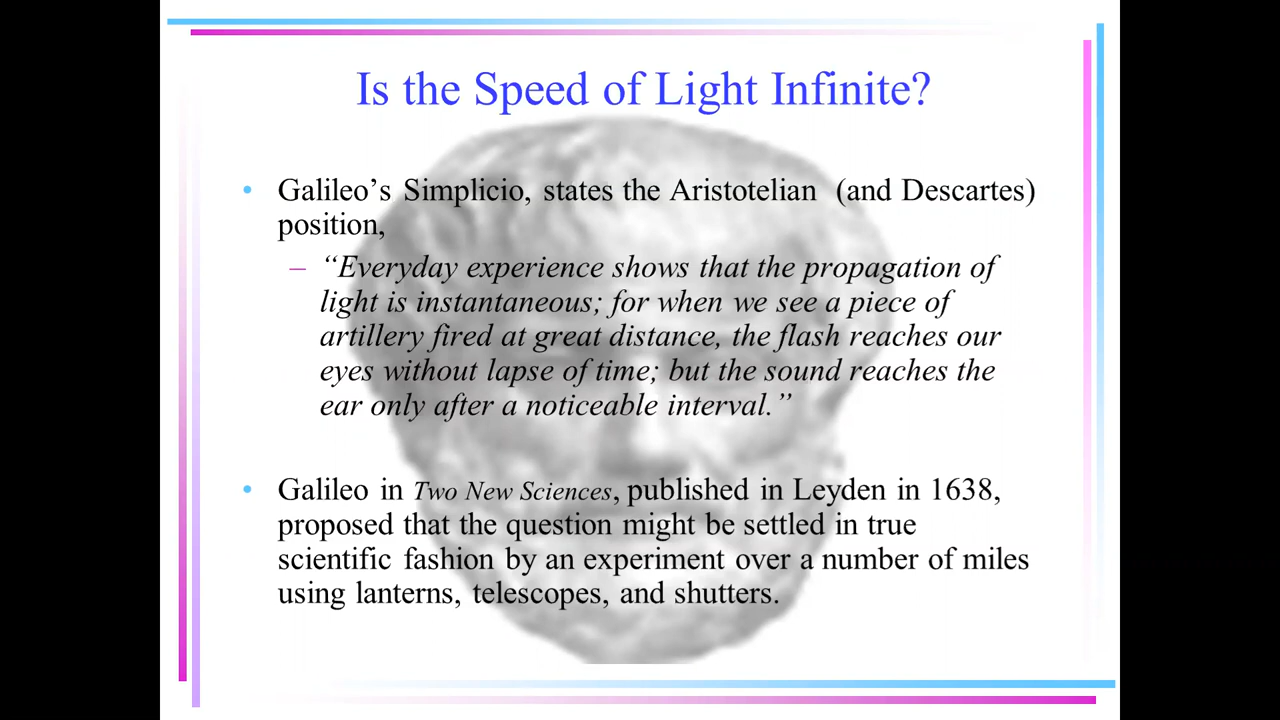 Is the Speed of Light Infinite?
• Galileo’s Simplicio, states the Aristotelian (and Descartes)
position,
– “Everyday experience shows that the propagation of
light is instantaneous; for when we see a piece of
artillery fired at great distance, the flash reaches our
eyes without lapse of time; but the sound reaches the
ear only after a noticeable interval.”
• Galileo in Two New Sciences, published in Leyden in 1638,
proposed that the question might be settled in true
scientific fashion by an experiment over a number of miles
using lanterns, telescopes, and shutters.